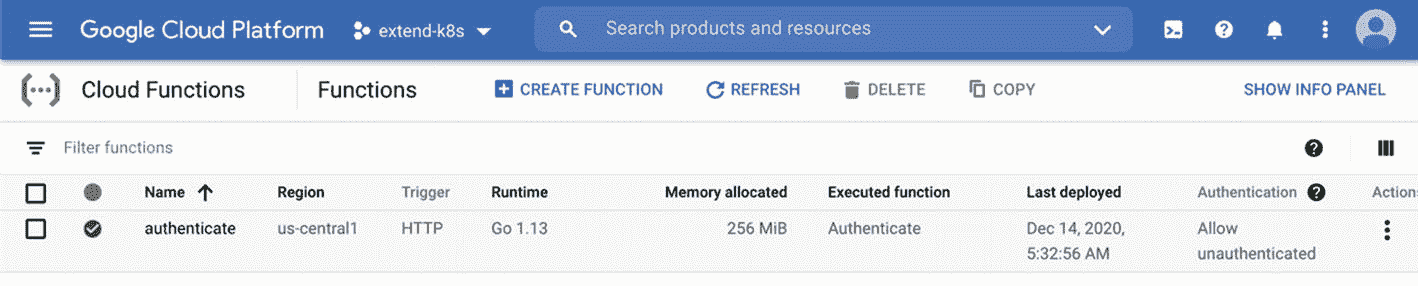 Google Cloud Platform extend-k8s Search products and resources
Cloud Functions Functions CREATE FUNCTION REFRESH DELETE COPY SHOW INFO PANEL
Filter functions
Name Region Trigger Runtime Memory allocated Executed function Last deployed Authentication Actions
authenticate us-central1 HTTP Go 1.13 256 MiB Authenticate Dec 14, 2020, Allow
5:32:56 AM unauthenticated